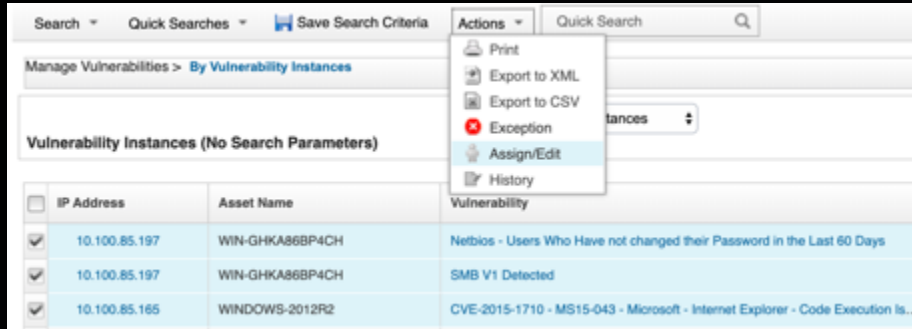 Search Quick Searches Save Search Criteria Actions Quick Search
Print
Manage Vulnerabilities > By Vulnerability Instances
Export to XML
Export to CSV
tances
Exception
Vulnerability Instances (No Search Parameters)
Assign/Edit
History
IP Address Asset Name Vulnerability
10.100.85.197 WIN-GHKA86BP4CH Netbios - Users Who Have not changed their Password in the Last 60 Days
10.100.85.197 WIN-GHKA86BP4CH SMB V1 Detected
10.100.85.165 WINDOWS-2012R2 CVE-2015-1710 - MS15-043 - Microsoft - Internet Explorer - Code Execution Is...